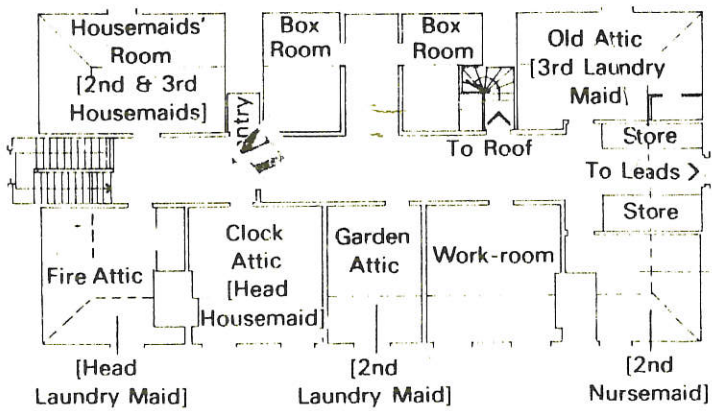 Housemaids'
Room
[2nd & 3rd
Housemaids]
Box
Room
Box
Room
Old Attic
[3rd Laundry
Maid]
To Roof
Store
To Leads >
Store
Fire Attic
Clock
Attic
[Head
Housemaid]
Garden
Attic
Work-room
[Head
Laundry Maid]
[2nd
Laundry Maid]
[2nd
Nursemaid]